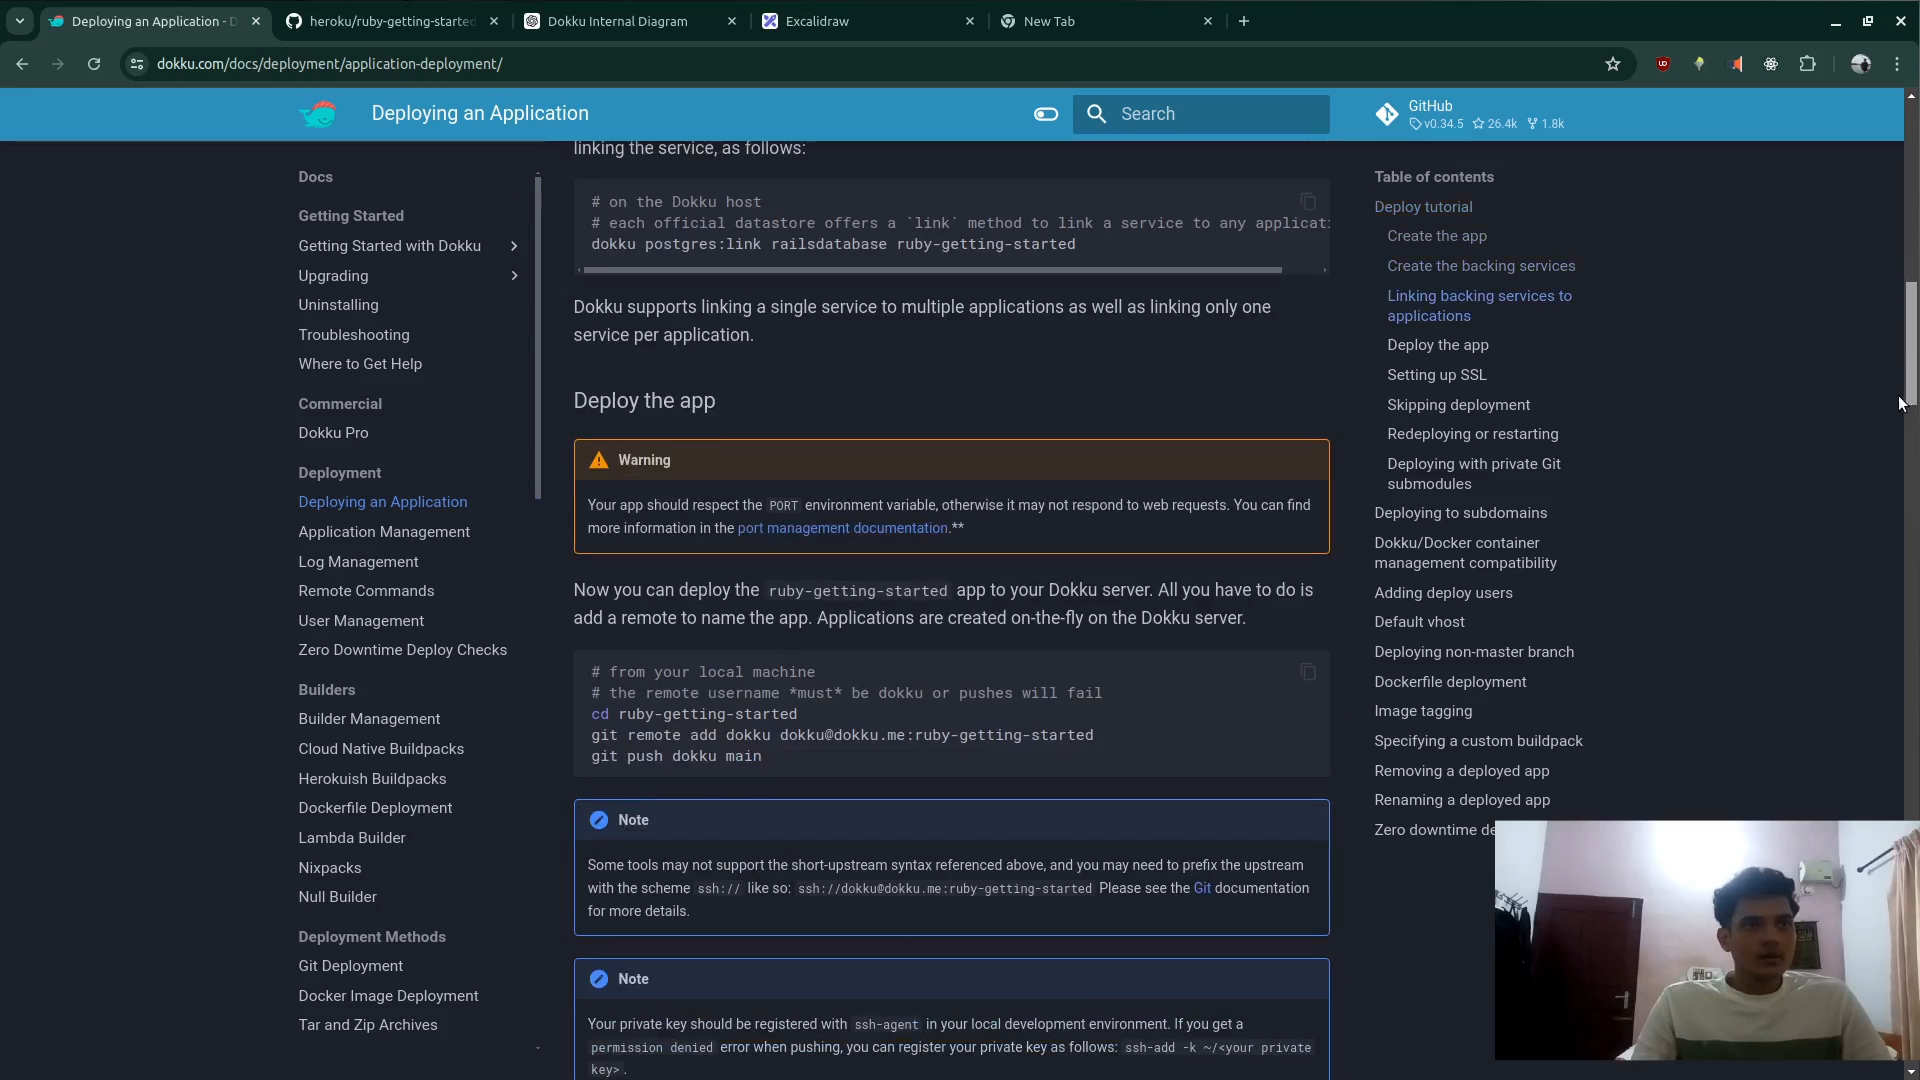 Deploying an Application - D
heroku/ruby-getting-started
Dokku Internal Diagram
Excalidraw
New Tab
dokku.com/docs/deployment/application-deployment/
Deploying an Application
Search
GitHub
v0.34.5 26.4k 1.8k
Docs
Getting Started
Getting Started with Dokku
Upgrading
Uninstalling
Troubleshooting
Where to Get Help
Commercial
Dokku Pro
Deployment
Deploying an Application
Application Management
Log Management
Remote Commands
User Management
Zero Downtime Deploy Checks
Builders
Builder Management
Cloud Native Buildpacks
Herokuish Buildpacks
Dockerfile Deployment
Lambda Builder
Nixpacks
Null Builder
Deployment Methods
Git Deployment
Docker Image Deployment
Tar and Zip Archives
linking the service, as follows:
# on the Dokku host
# each official datastore offers a `link` method to link a service to any applicati
dokku postgres:link railsdatabase ruby-getting-started
Dokku supports linking a single service to multiple applications as well as linking only one
service per application.
Deploy the app
Warning
Your app should respect the PORT environment variable, otherwise it may not respond to web requests. You can find
more information in the port management documentation.**
Now you can deploy the ruby-getting-started app to your Dokku server. All you have to do is
add a remote to name the app. Applications are created on-the-fly on the Dokku server.
# from your local machine
# the remote username *must* be dokku or pushes will fail
cd ruby-getting-started
git remote add dokku dokku@dokku.me:ruby-getting-started
git push dokku main
Note
Some tools may not support the short-upstream syntax referenced above, and you may need to prefix the upstream
with the scheme ssh:// like so: ssh://dokku@dokku.me:ruby-getting-started Please see the Git documentation
for more details.
Note
Your private key should be registered with ssh-agent in your local development environment. If you get a
permission denied error when pushing, you can register your private key as follows: ssh-add -k ~/<your private
key>.
Table of contents
Deploy tutorial
Create the app
Create the backing services
Linking backing services to
applications
Deploy the app
Setting up SSL
Skipping deployment
Redeploying or restarting
Deploying with private Git
submodules
Deploying to subdomains
Dokku/Docker container
management compatibility
Adding deploy users
Default vhost
Deploying non-master branch
Dockerfile deployment
Image tagging
Specifying a custom buildpack
Removing a deployed app
Renaming a deployed app
Zero downtime de